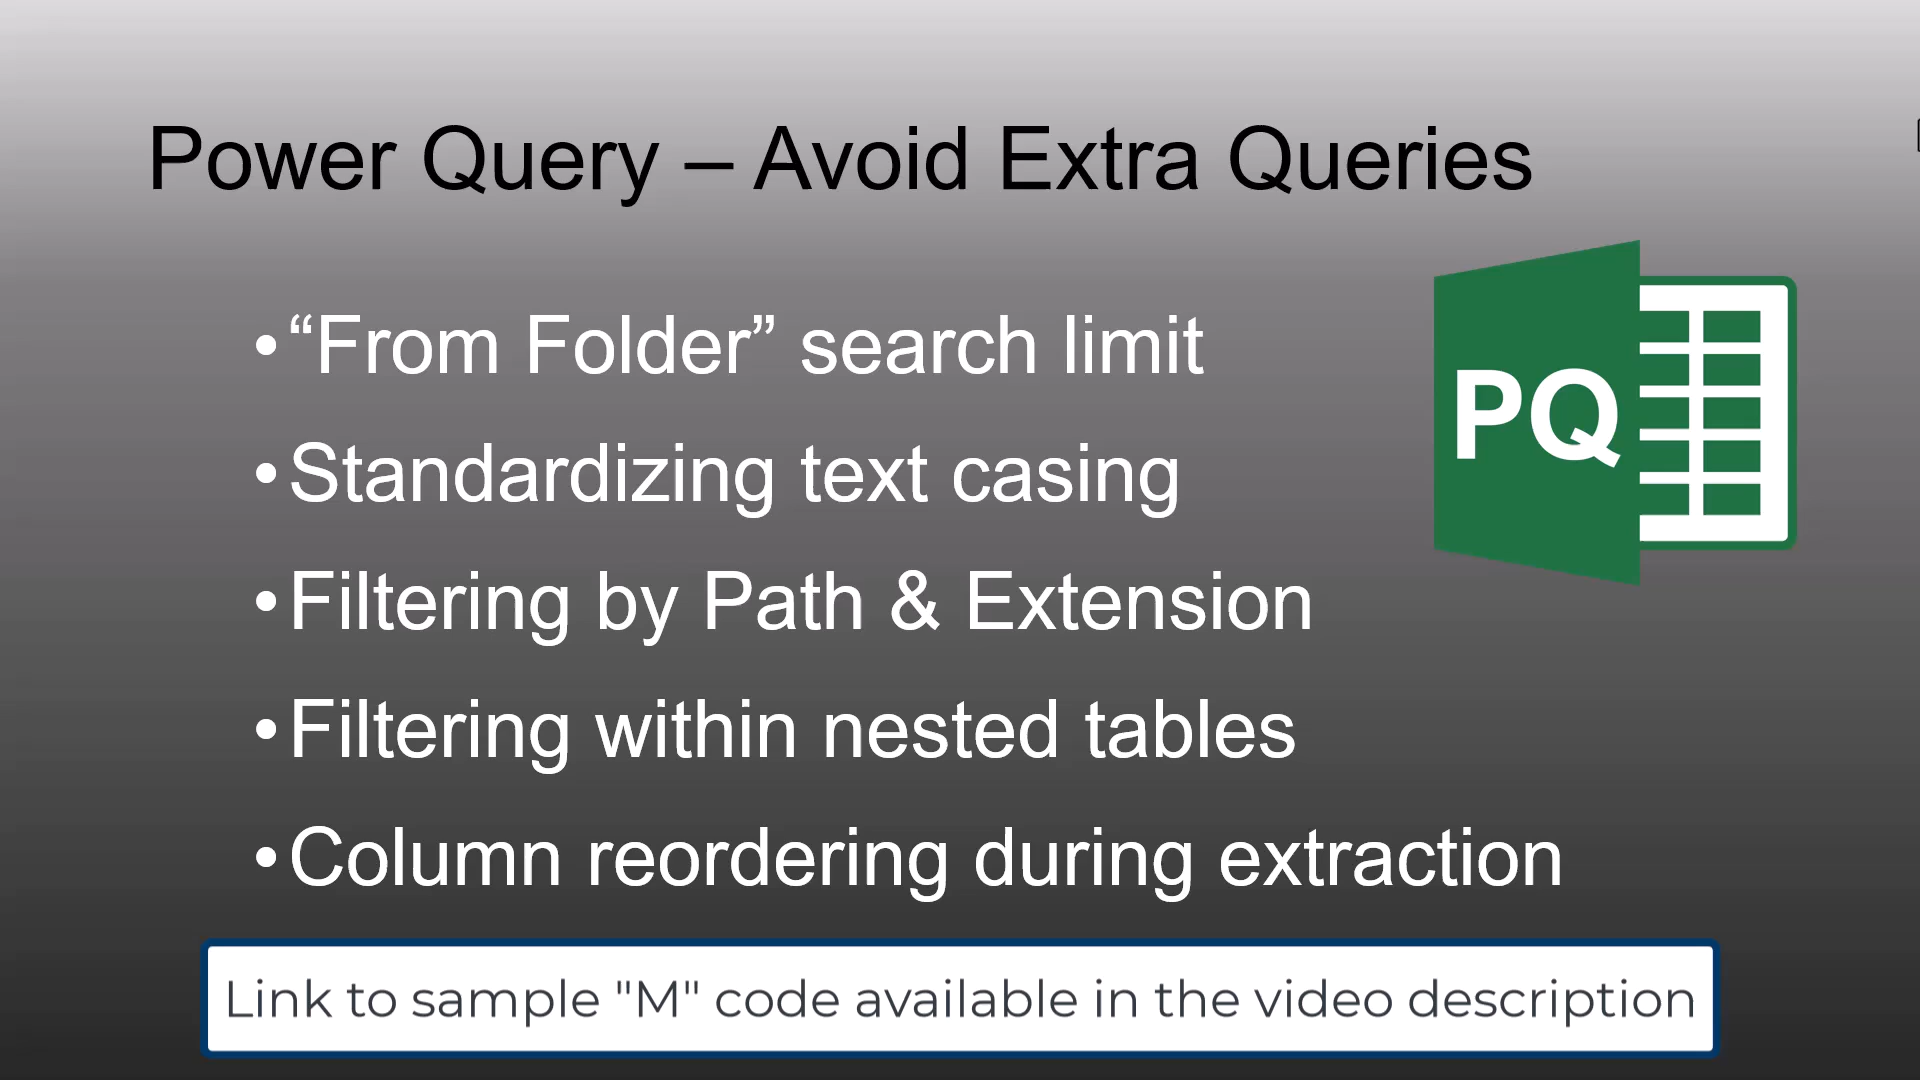 Power Query – Avoid Extra Queries
•“From Folder” search limit
•Standardizing text casing
•Filtering by Path & Extension
•Filtering within nested tables
•Column reordering during extraction
PQ
Link to sample "M" code available in the video description